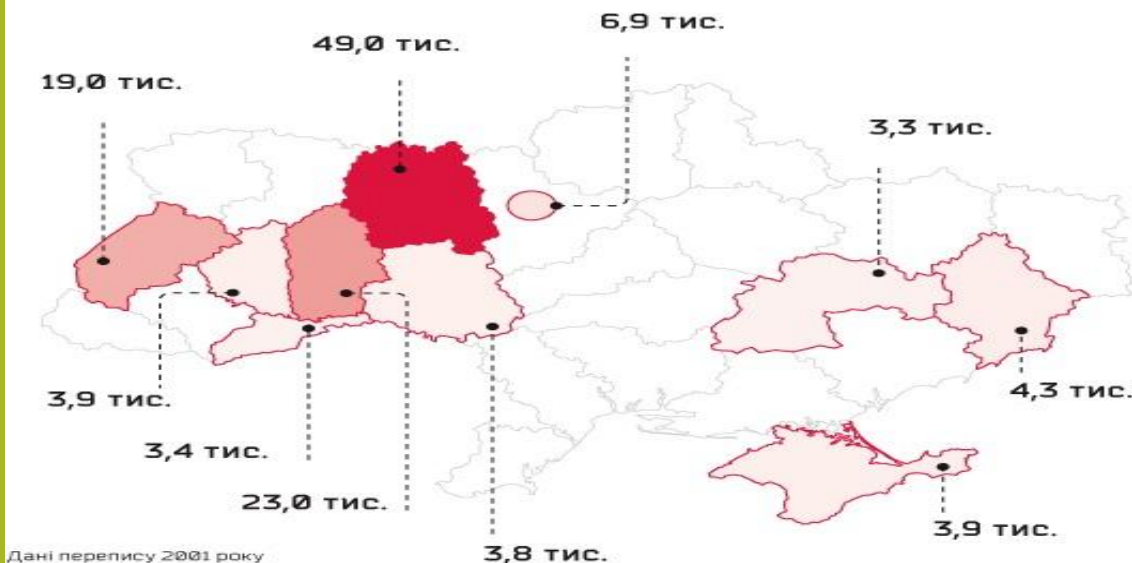 6,9 тис.
49,0 тис.
19,0 тис.
3,3 тис.
3,9 тис.
4,3 тис.
3,4 тис.
23,0 тис.
3,9 тис.
3,8 тис.
Дані перепису 2001 року